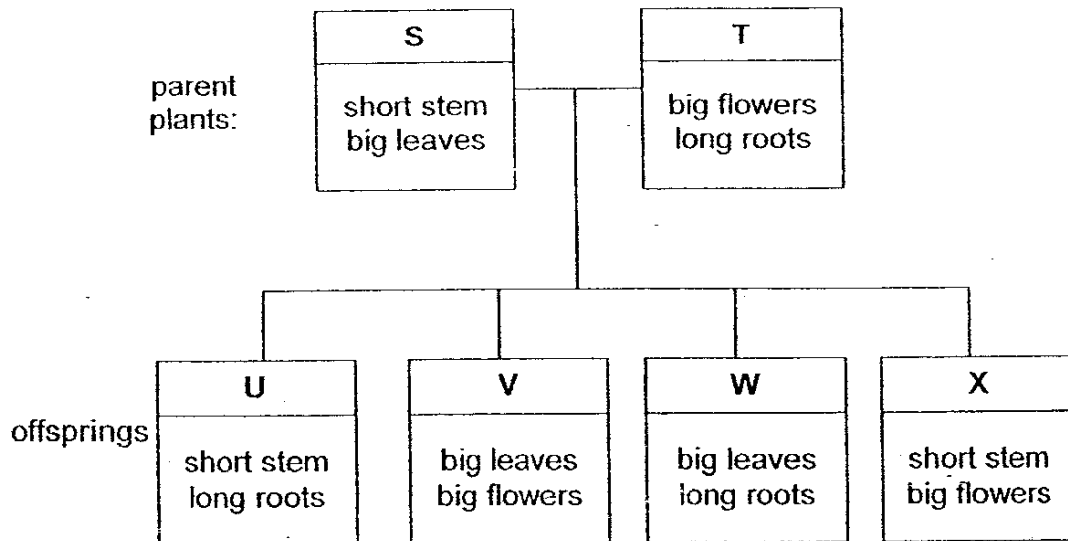 S
T
parent
plants:
short stem
big leaves
big flowers
long roots
U
V
W
X
offsprings
short stem
long roots
big leaves
big flowers
big leaves
long roots
short stem
big flowers